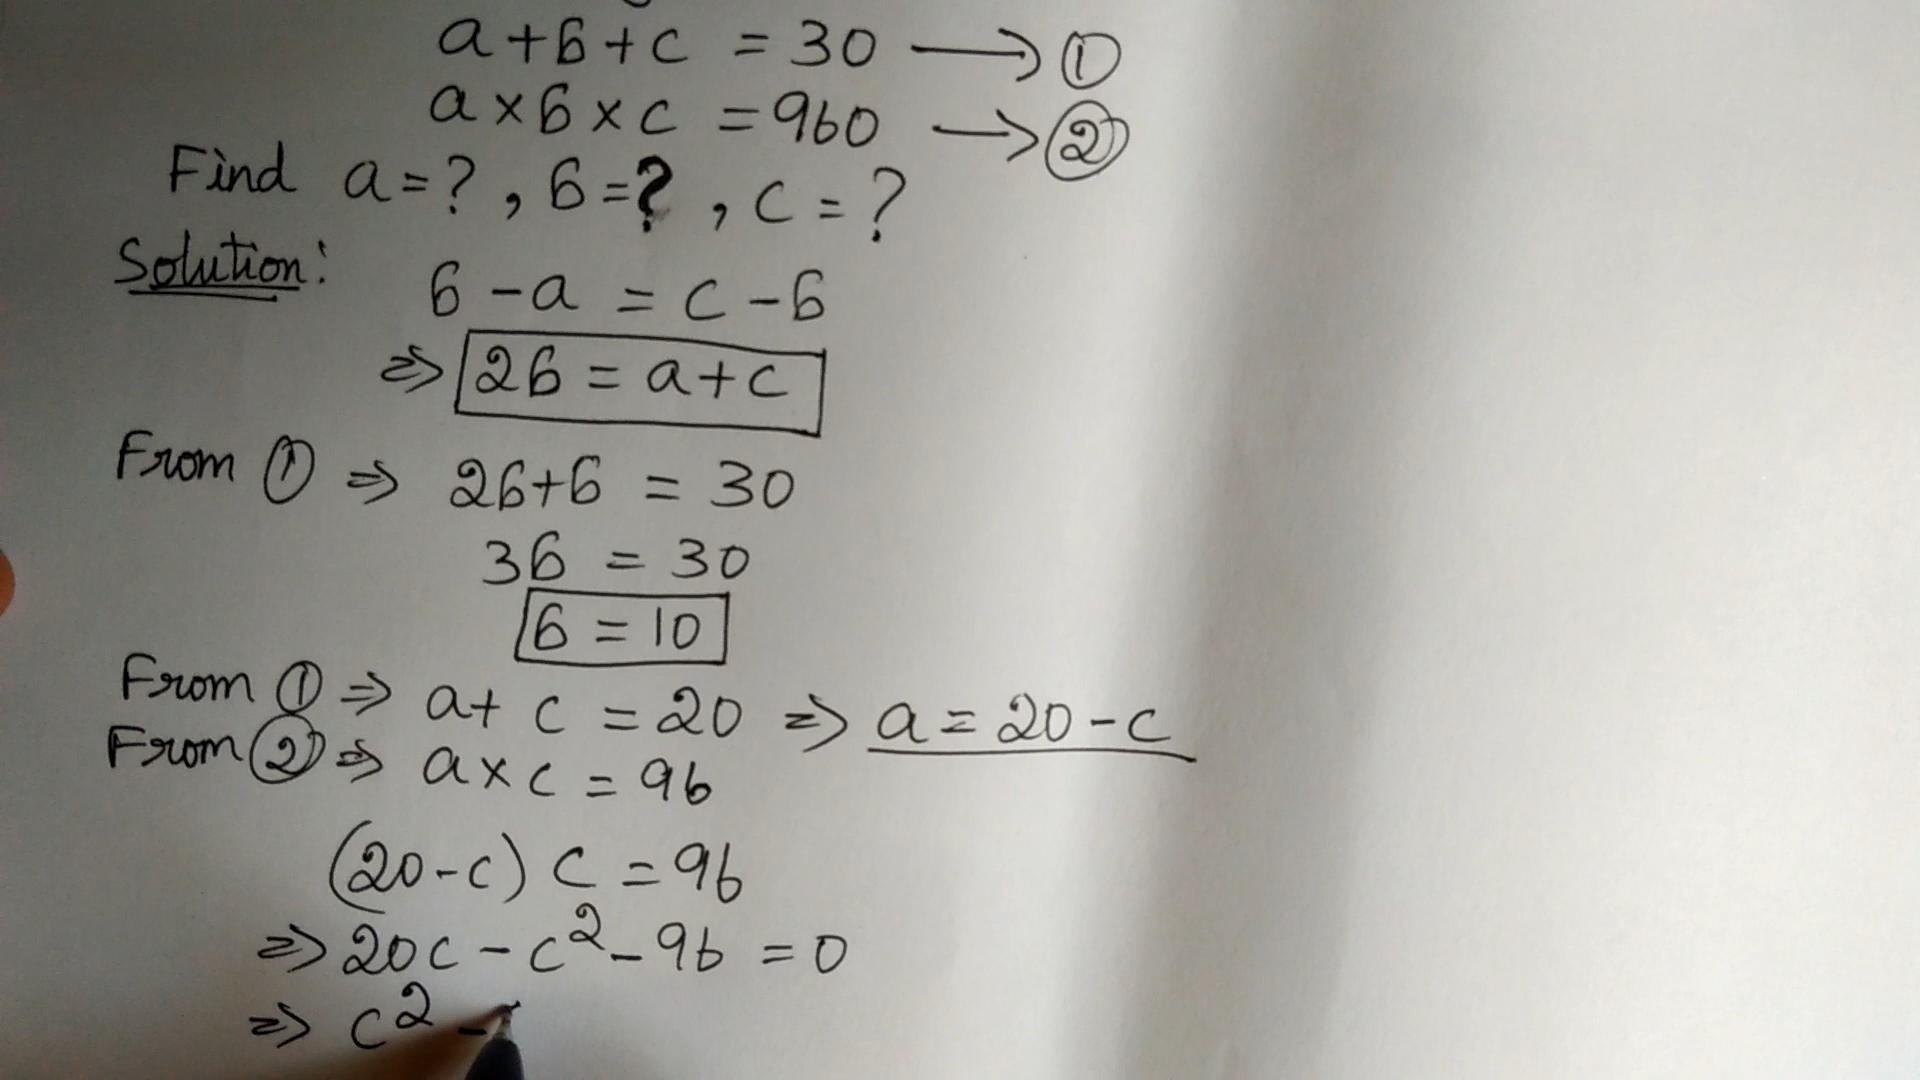 a+b+c = 30 → ①
a×b×c = 960 → ②
Find a=?, b=?, c=?
Solution:
b-a = c-b
⇒ 2b = a+c
From ① ⇒ 2b+b = 30
3b = 30
b = 10
From ① ⇒ a+ c = 20 ⇒ a = 20-c
From ② ⇒ a×c = 96
(20-c) c = 96
⇒ 20c - c² - 96 = 0
⇒ c² -